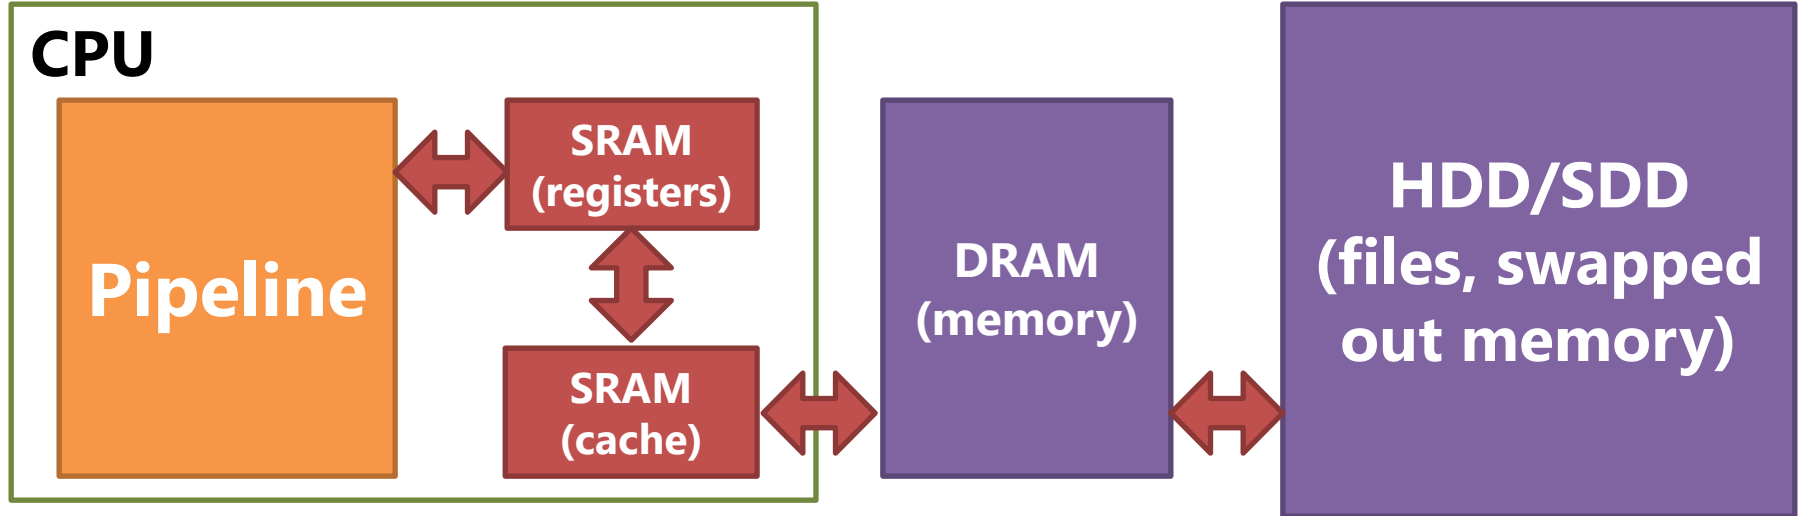 CPU
Pipeline
SRAM
(registers)
SRAM
(cache)
DRAM
(memory)
HDD/SDD
(files, swapped
out memory)